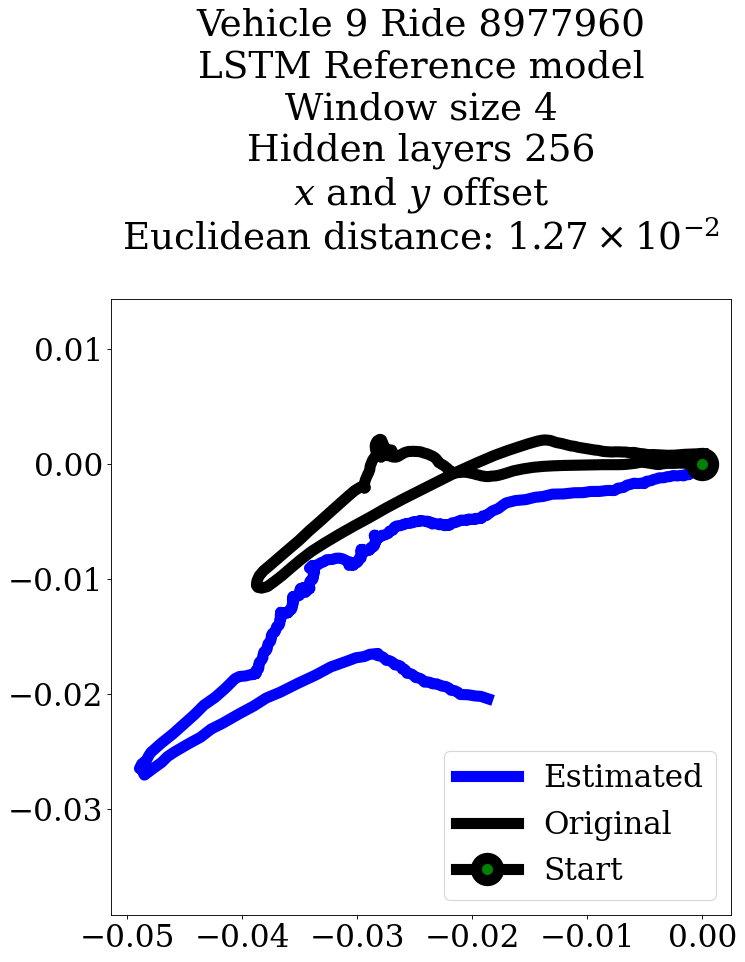 Vehicle 9 Ride 8977960
LSTM Reference model
Window size 4
Hidden layers 256
x and y offset
Euclidean distance: 1.27 × 10⁻²
0.01
0.00
−0.01
−0.02
−0.03
Estimated
Original
Start
−0.05 −0.04 −0.03 −0.02 −0.01 0.00